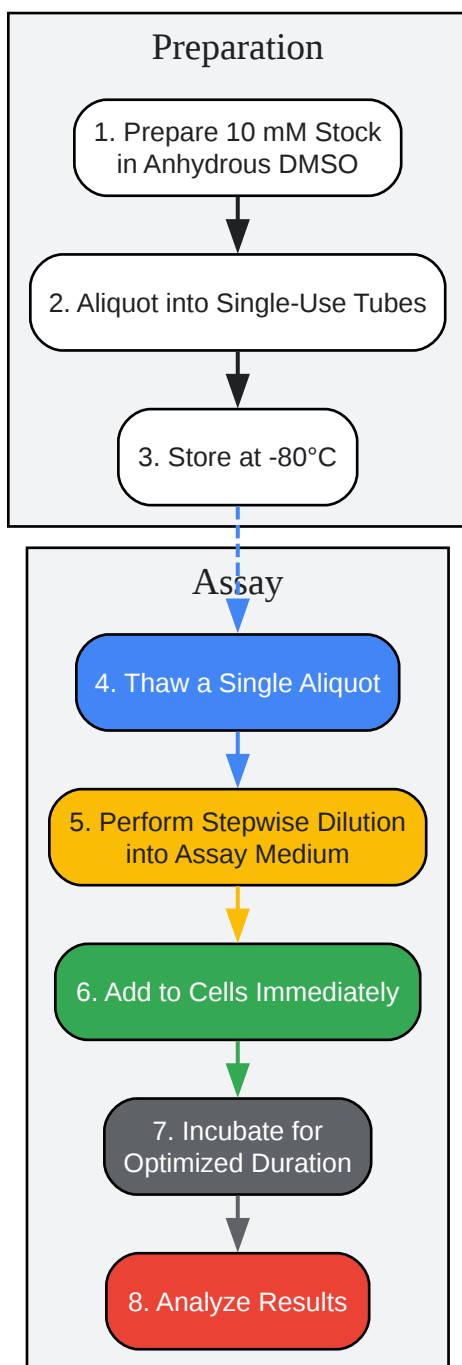 Preparation
1. Prepare 10 mM Stock
in Anhydrous DMSO
2. Aliquot into Single-Use Tubes
3. Store at -80°C
Assay
4. Thaw a Single Aliquot
5. Perform Stepwise Dilution
into Assay Medium
6. Add to Cells Immediately
7. Incubate for
Optimized Duration
8. Analyze Results